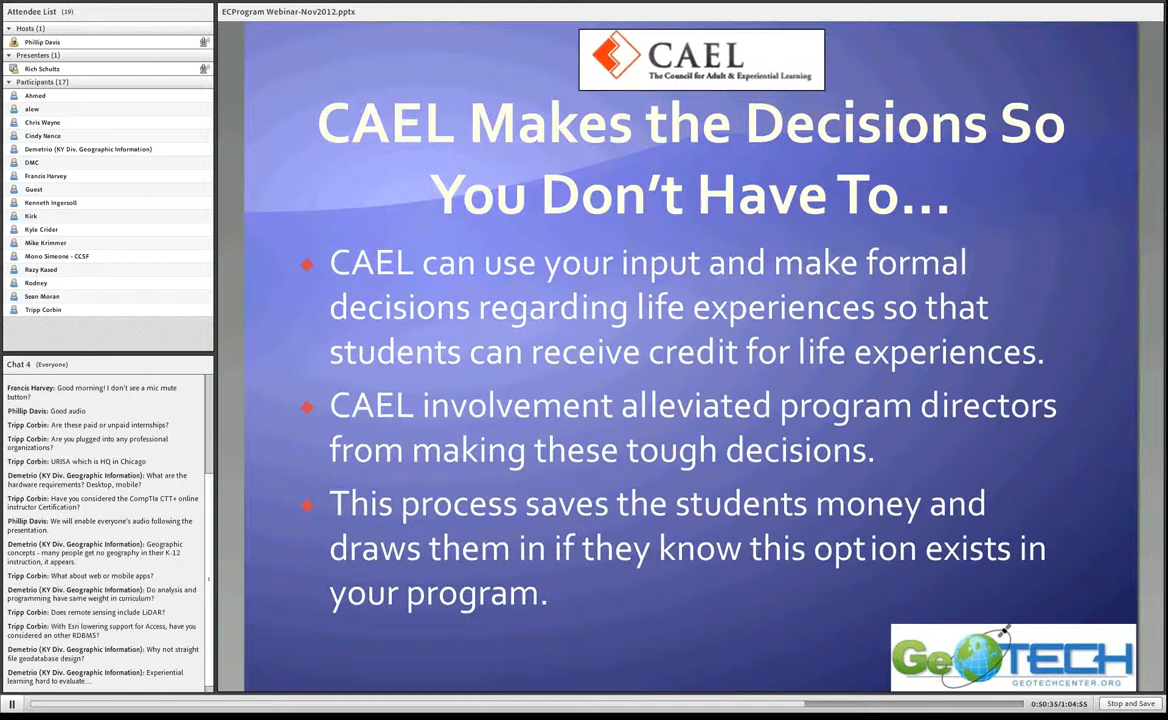 Attendee List (19)
Hosts (1)
Phillip Davis
Presenters (1)
Rich Schultz
Participants (17)
Ahmed
alew
Chris Wayne
Cindy Nance
Demetrio (KY Div. Geographic Information)
DMC
Francis Harvey
Guest
Kenneth Ingersoll
Kirk
Kyle Crider
Mike Krimmer
Mono Simeone - CCSF
Razy Kased
Rodney
Sean Moran
Tripp Corbin
Chat 4 (Everyone)
Francis Harvey: Good morning! I don't see a mic mute
button?
Phillip Davis: Good audio
Tripp Corbin: Are these paid or unpaid internships?
Tripp Corbin: Are you plugged into any professional
organizations?
Tripp Corbin: URISA which is HQ in Chicago
Demetrio (KY Div. Geographic Information): What are the
hardware requirements? Desktop, mobile?
Tripp Corbin: Have you considered the CompTIa CTT+ online
instructor Certification?
Phillip Davis: We will enable everyone's audio following the
presentation.
Demetrio (KY Div. Geographic Information): Geographic
concepts - many people get no geography in their K-12
instruction, it appears.
Tripp Corbin: What about web or mobile apps?
Demetrio (KY Div. Geographic Information): Do analysis and
programming have same weight in curriculum?
Tripp Corbin: Does remote sensing include LiDAR?
Tripp Corbin: With Esri lowering support for Access, have you
considered an other RDBMS?
Demetrio (KY Div. Geographic Information): Why not straight
file geodatabase design?
Demetrio (KY Div. Geographic Information): Experiential
learning hard to evaluate...
ECProgram Webinar-Nov2012.pptx
CAEL
The Council for Adult & Experiential Learning
CAEL Makes the Decisions So
You Don't Have To...
CAEL can use your input and make formal
decisions regarding life experiences so that
students can receive credit for life experiences.
CAEL involvement alleviated program directors
from making these tough decisions.
This process saves the students money and
draws them in if they know this option exists in
your program.
GeoTECH
GEOTECHCENTER.ORG
0:50:35/1:04:55
Stop and Save